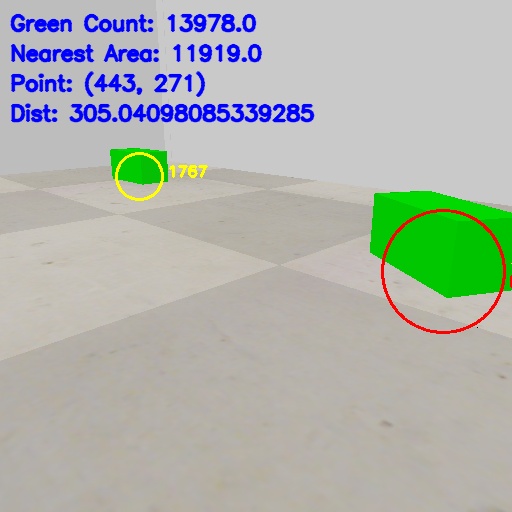 Green Count: 13978.0
Nearest Area: 11919.0
Point: (443, 271)
Dist: 305.04098085339285
1767